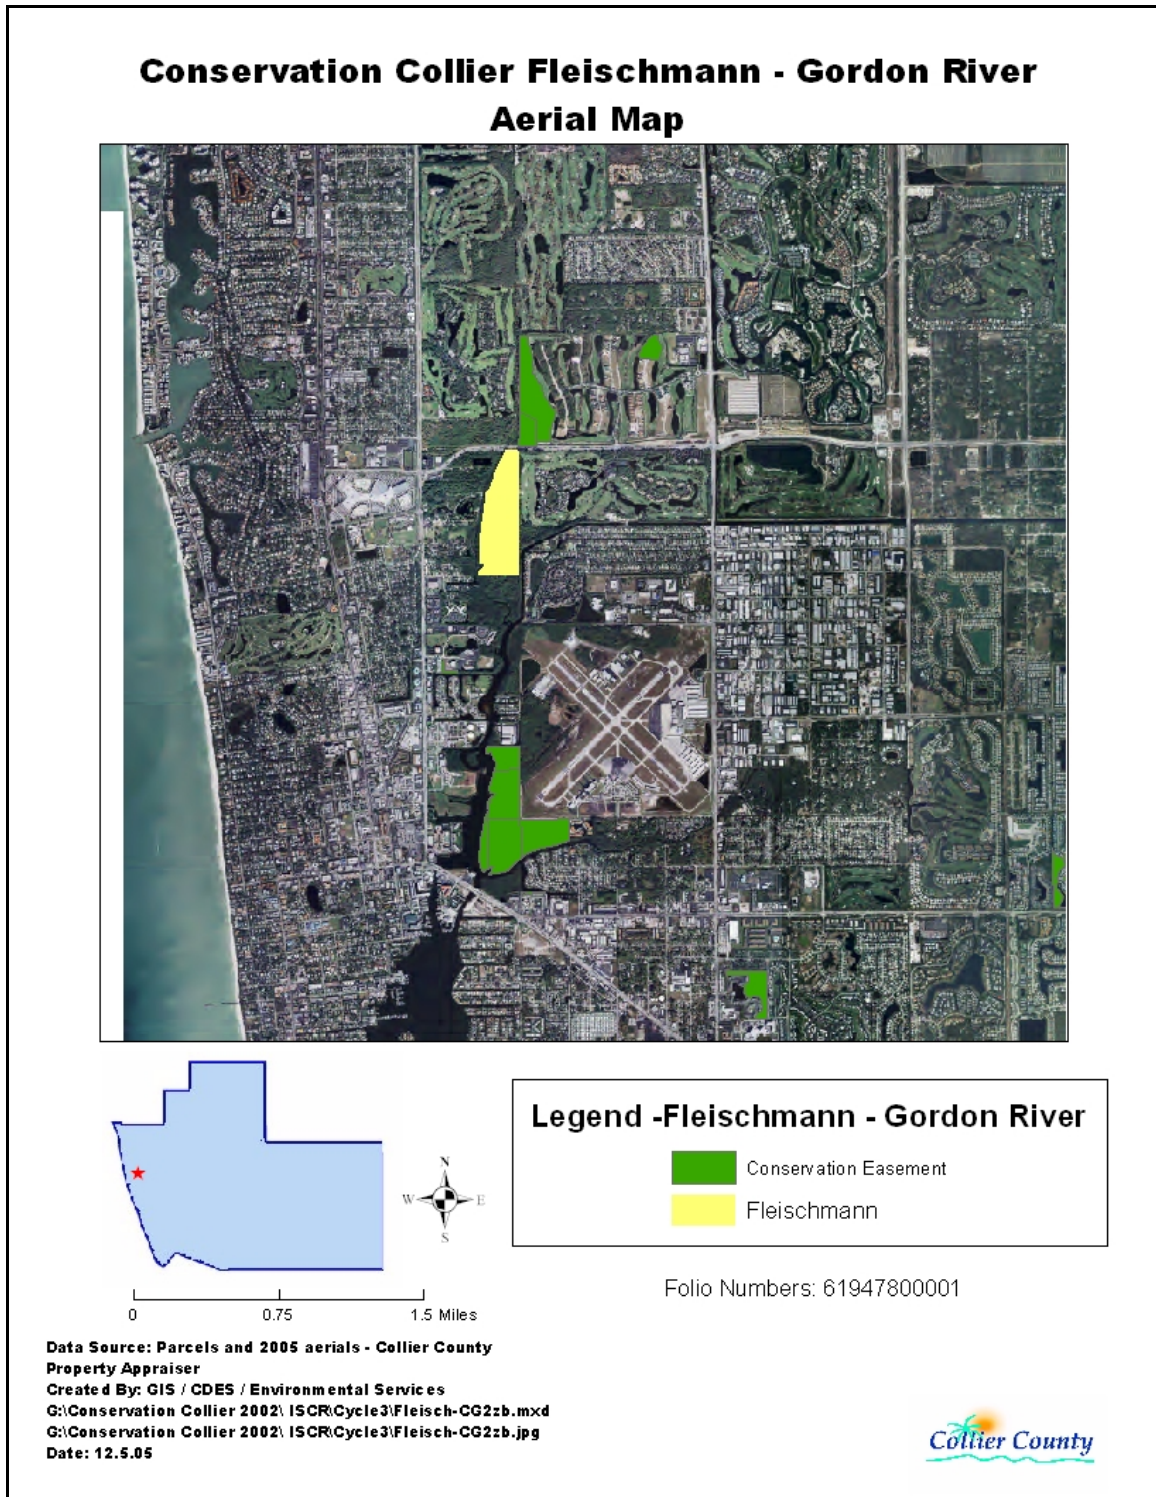 Conservation Collier Fleischmann - Gordon River
Aerial Map
Legend -Fleischmann - Gordon River
Conservation Easement
Fleischmann
N
W E
S
Folio Numbers: 61947800001
0 0.75 1.5 Miles
Data Source: Parcels and 2005 aerials - Collier County
Property Appraiser
Created By: GIS / CDES / Environmental Services
G:\Conservation Collier 2002\ ISCR\Cycle3\Fleisch-CG2zb.mxd
G:\Conservation Collier 2002\ ISCR\Cycle3\Fleisch-CG2zb.jpg
Date: 12.5.05
Collier County